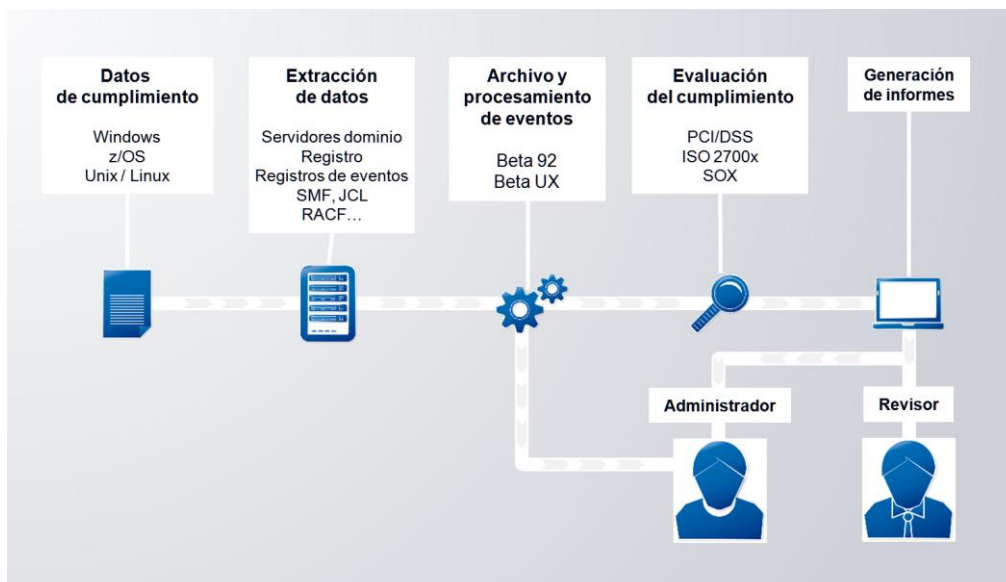 Datos
de cumplimiento
Windows
z/OS
Unix / Linux
Extracción
de datos
Servidores dominio
Registro
Registros de eventos
SMF, JCL
RACF…
Archivo y
procesamiento
de eventos
Beta 92
Beta UX
Evaluación
del cumplimiento
PCI/DSS
ISO 2700x
SOX
Generación
de informes
Administrador
Revisor